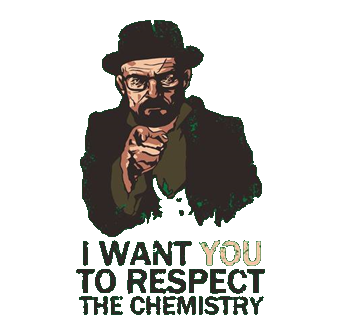 I WANT YOU
TO RESPECT
THE CHEMISTRY